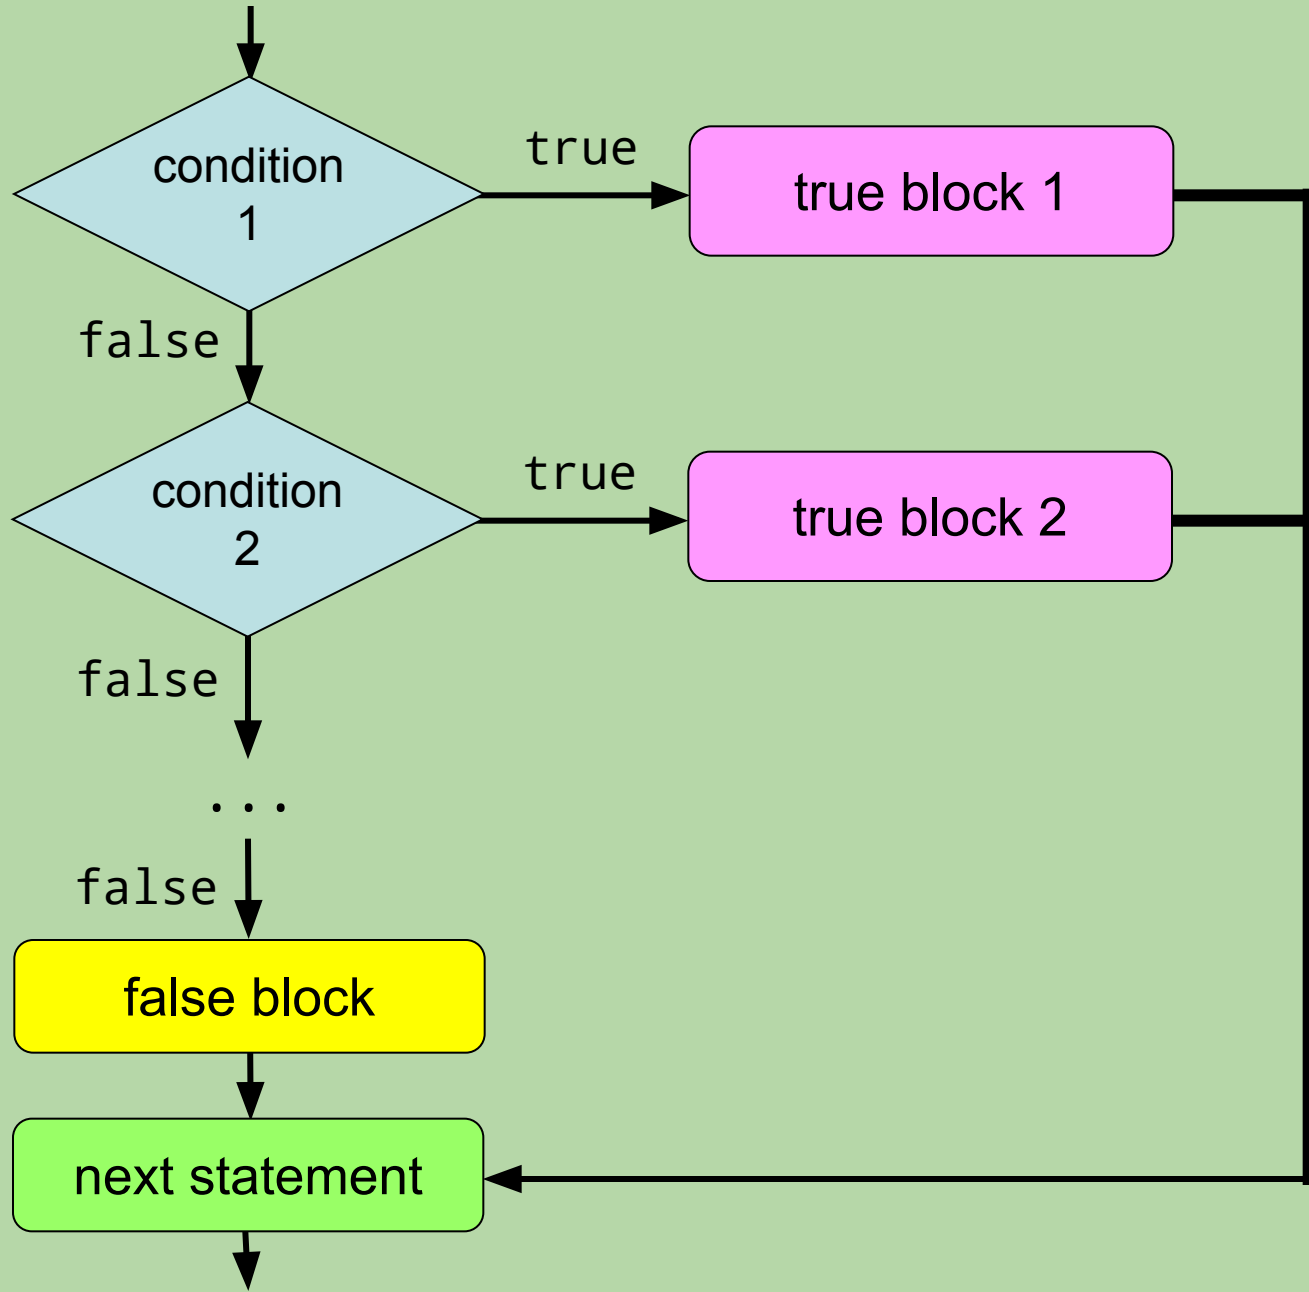 condition
1
true
true block 1
false
condition
2
true
true block 2
false
...
false
false block
next statement